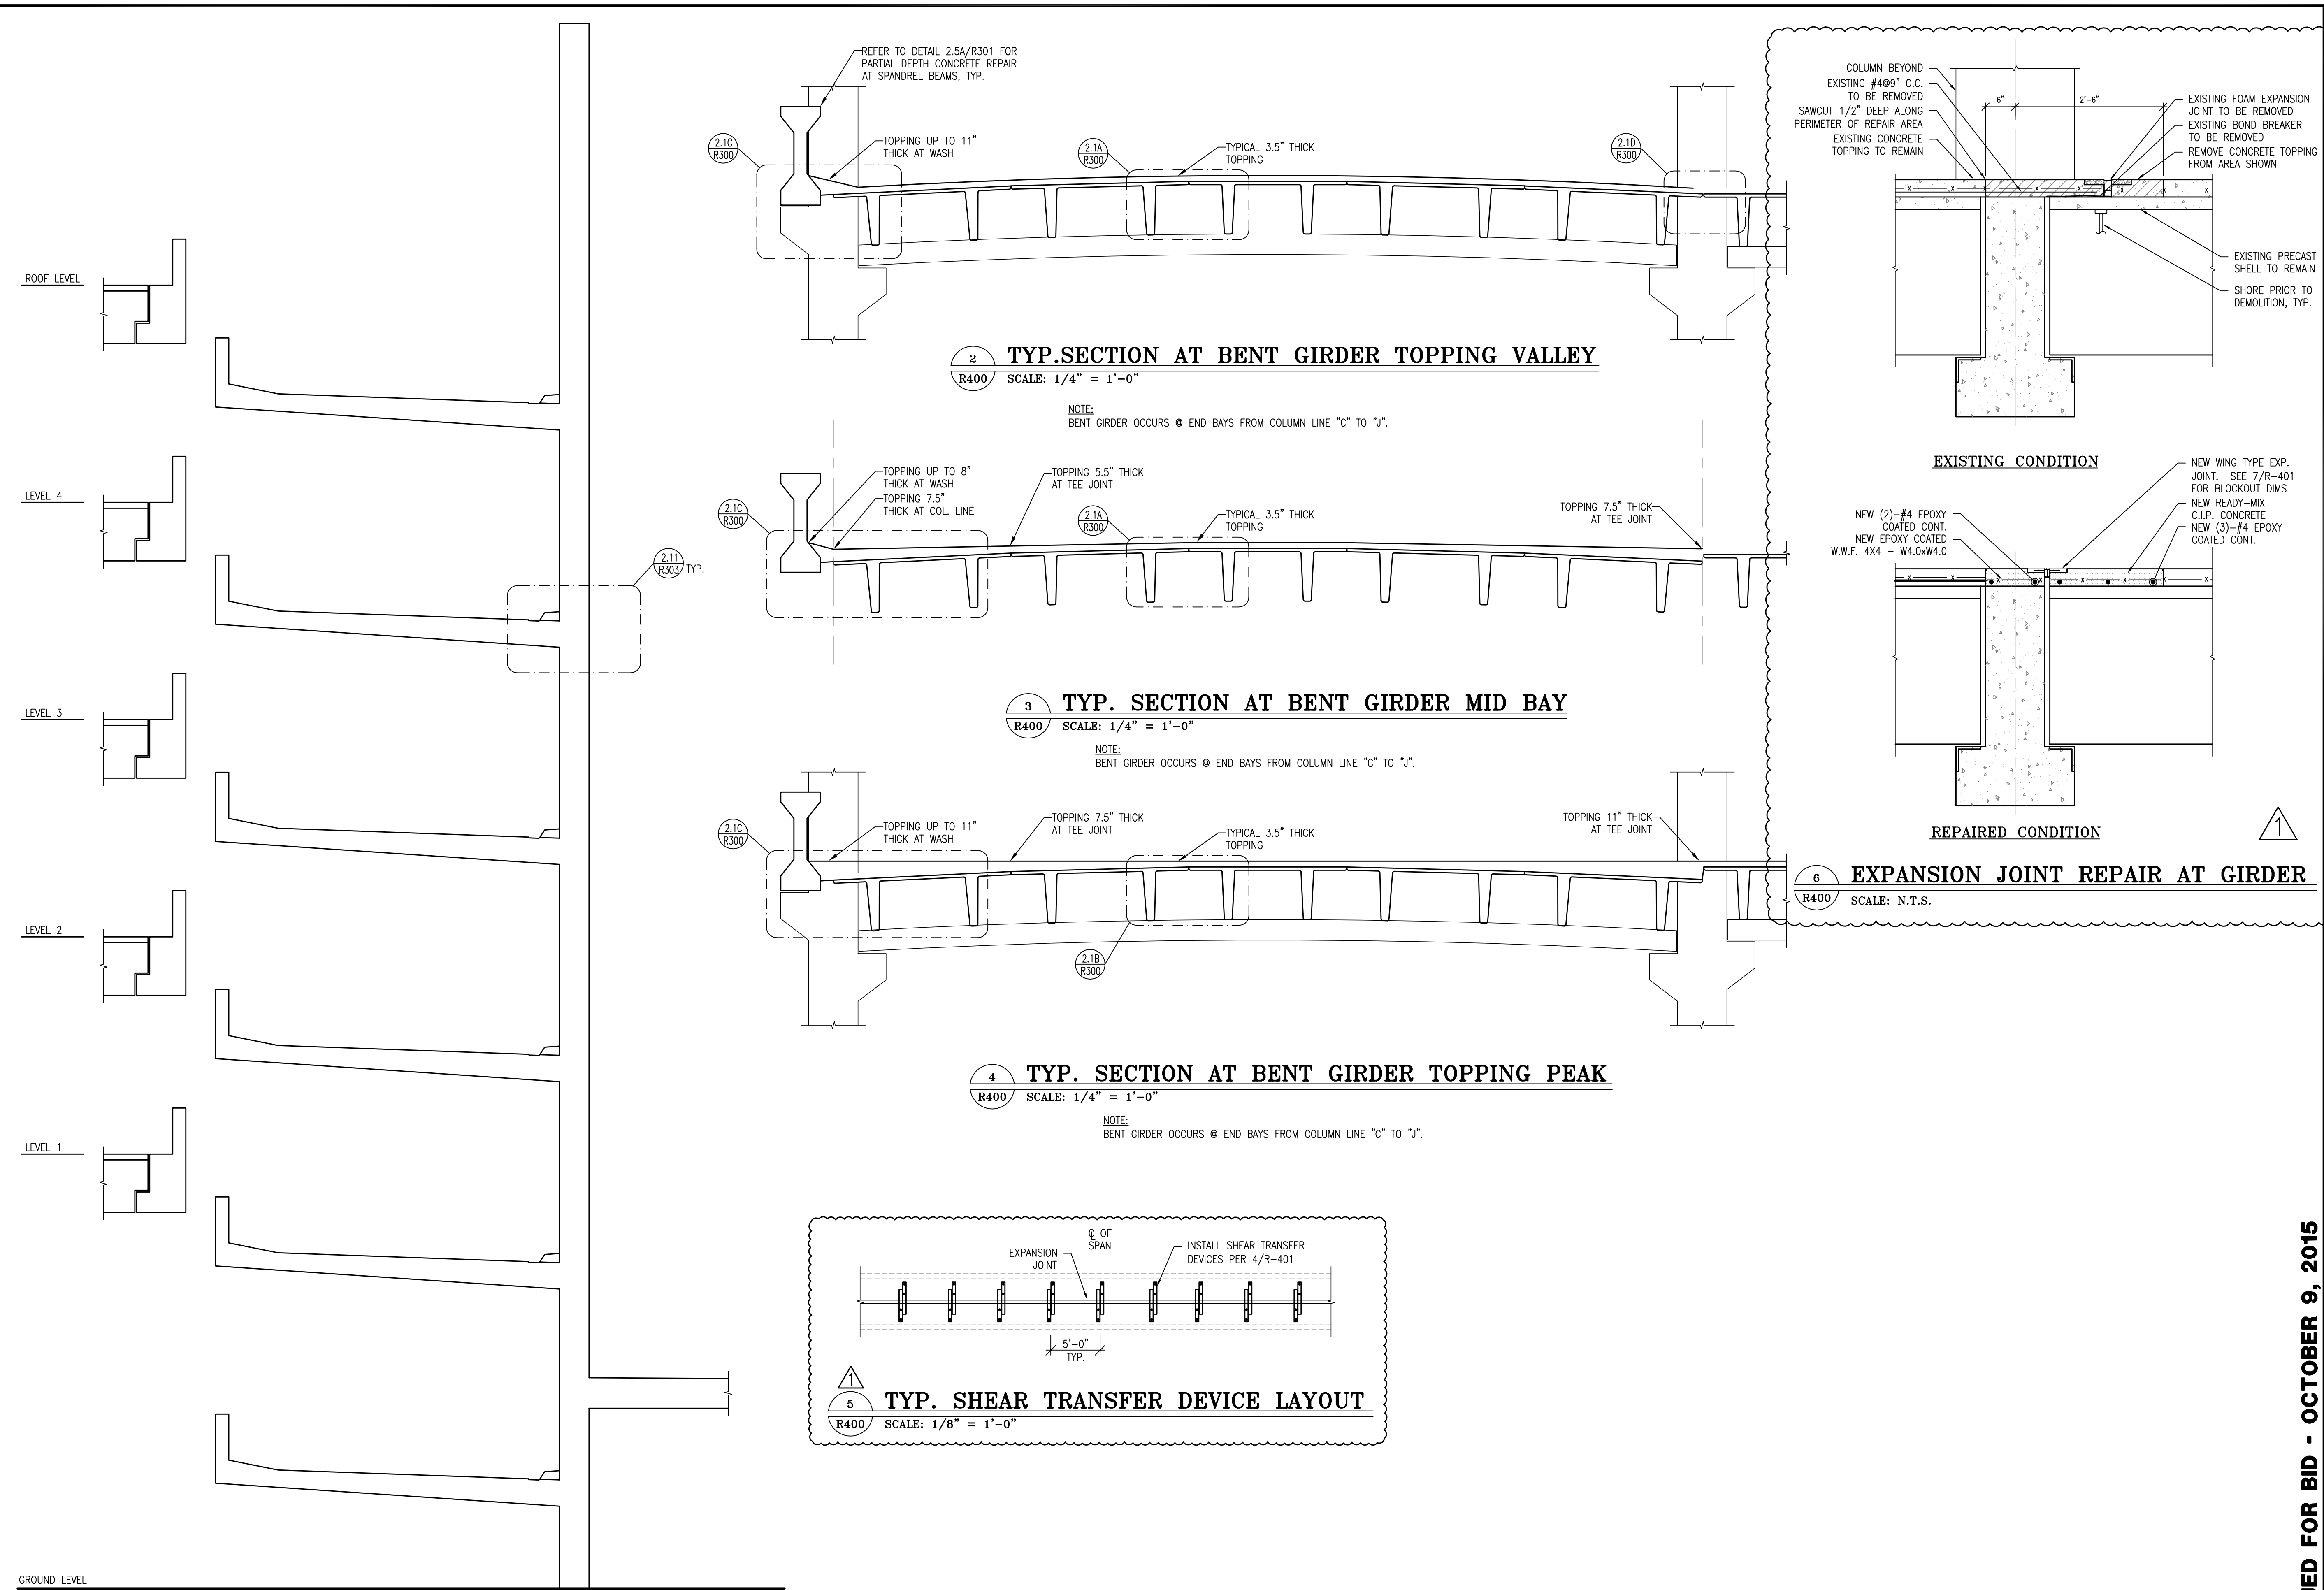 ROOF LEVEL
LEVEL 4
LEVEL 3
LEVEL 2
LEVEL 1
GROUND LEVEL
2.11
R303
TYP.
REFER TO DETAIL 2.5A/R301 FOR
PARTIAL DEPTH CONCRETE REPAIR
AT SPANDREL BEAMS, TYP.
2.1C
R300
TOPPING UP TO 11"
THICK AT WASH
2.1A
R300
TYPICAL 3.5" THICK
TOPPING
2.1D
R300
2
R400
TYP.SECTION AT BENT GIRDER TOPPING VALLEY
SCALE: 1/4" = 1'-0"
NOTE:
BENT GIRDER OCCURS @ END BAYS FROM COLUMN LINE "C" TO "J".
2.1C
R300
TOPPING UP TO 8"
THICK AT WASH
TOPPING 7.5"
THICK AT COL. LINE
TOPPING 5.5" THICK
AT TEE JOINT
2.1A
R300
TYPICAL 3.5" THICK
TOPPING
TOPPING 7.5" THICK
AT TEE JOINT
3
R400
TYP. SECTION AT BENT GIRDER MID BAY
SCALE: 1/4" = 1'-0"
NOTE:
BENT GIRDER OCCURS @ END BAYS FROM COLUMN LINE "C" TO "J".
2.1C
R300
TOPPING UP TO 11"
THICK AT WASH
TOPPING 7.5" THICK
AT TEE JOINT
TYPICAL 3.5" THICK
TOPPING
TOPPING 11" THICK
AT TEE JOINT
2.1B
R300
4
R400
TYP. SECTION AT BENT GIRDER TOPPING PEAK
SCALE: 1/4" = 1'-0"
NOTE:
BENT GIRDER OCCURS @ END BAYS FROM COLUMN LINE "C" TO "J".
EXPANSION
JOINT
℄ OF
SPAN
INSTALL SHEAR TRANSFER
DEVICES PER 4/R-401
5'-0"
TYP.
1
5
R400
TYP. SHEAR TRANSFER DEVICE LAYOUT
SCALE: 1/8" = 1'-0"
COLUMN BEYOND
EXISTING #4@9" O.C.
TO BE REMOVED
SAWCUT 1/2" DEEP ALONG
PERIMETER OF REPAIR AREA
EXISTING CONCRETE
TOPPING TO REMAIN
6"
2'-6"
EXISTING FOAM EXPANSION
JOINT TO BE REMOVED
EXISTING BOND BREAKER
TO BE REMOVED
REMOVE CONCRETE TOPPING
FROM AREA SHOWN
EXISTING PRECAST
SHELL TO REMAIN
SHORE PRIOR TO
DEMOLITION, TYP.
EXISTING CONDITION
NEW WING TYPE EXP.
JOINT. SEE 7/R-401
FOR BLOCKOUT DIMS
NEW READY-MIX
C.I.P. CONCRETE
NEW (3)-#4 EPOXY
COATED CONT.
NEW (2)-#4 EPOXY
COATED CONT.
NEW EPOXY COATED
W.W.F. 4X4 - W4.0xW4.0
REPAIRED CONDITION
1
6
R400
EXPANSION JOINT REPAIR AT GIRDER
SCALE: N.T.S.
ED FOR BID - OCTOBER 9, 2015